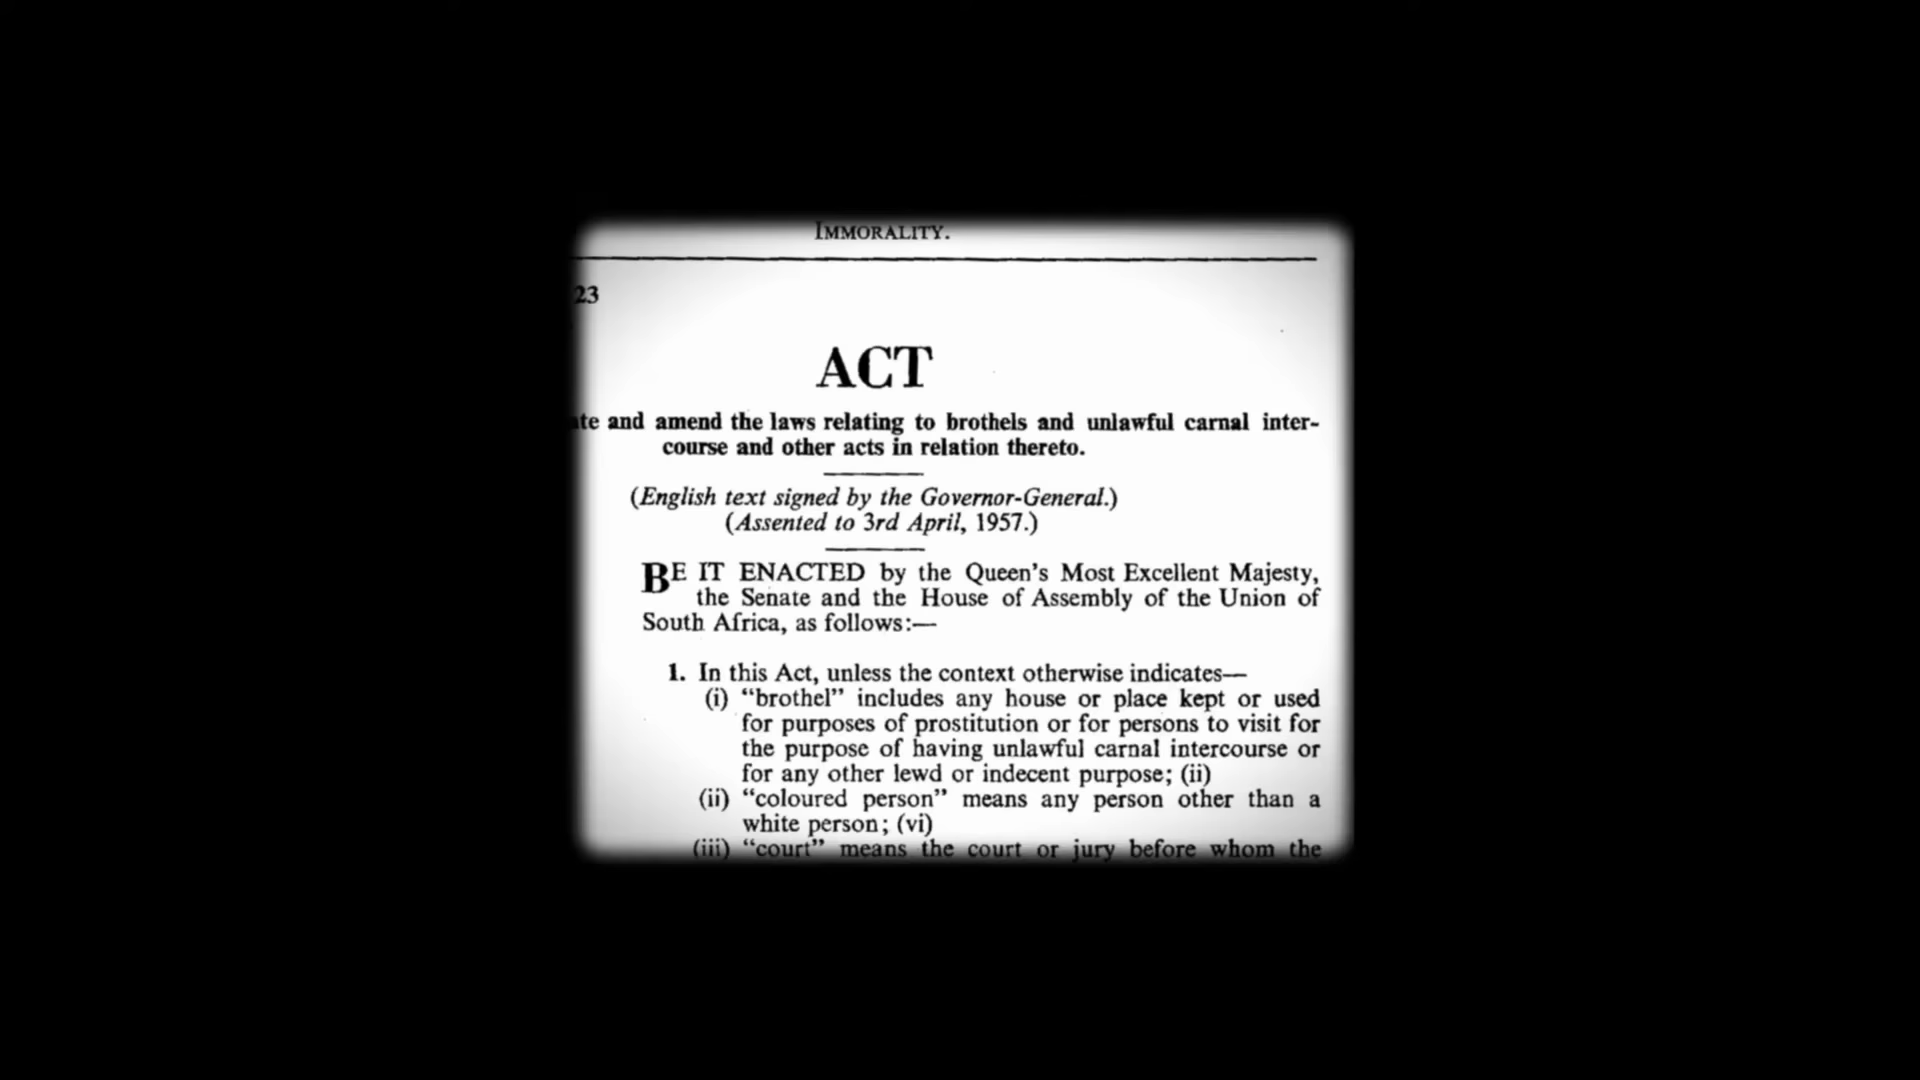 IMMORALITY.
23
ACT
and amend the laws relating to brothels and unlawful carnal inter-
course and other acts in relation thereto.
(English text signed by the Governor-General.)
(Assented to 3rd April, 1957.)
BE IT ENACTED by the Queen's Most Excellent Majesty,
the Senate and the House of Assembly of the Union of
South Africa, as follows:—
1. In this Act, unless the context otherwise indicates—
(i) “brothel” includes any house or place kept or used
for purposes of prostitution or for persons to visit for
the purpose of having unlawful carnal intercourse or
for any other lewd or indecent purpose; (ii)
(ii) “coloured person” means any person other than a
white person; (vi)
(iii) “court” means the court or jury before whom the